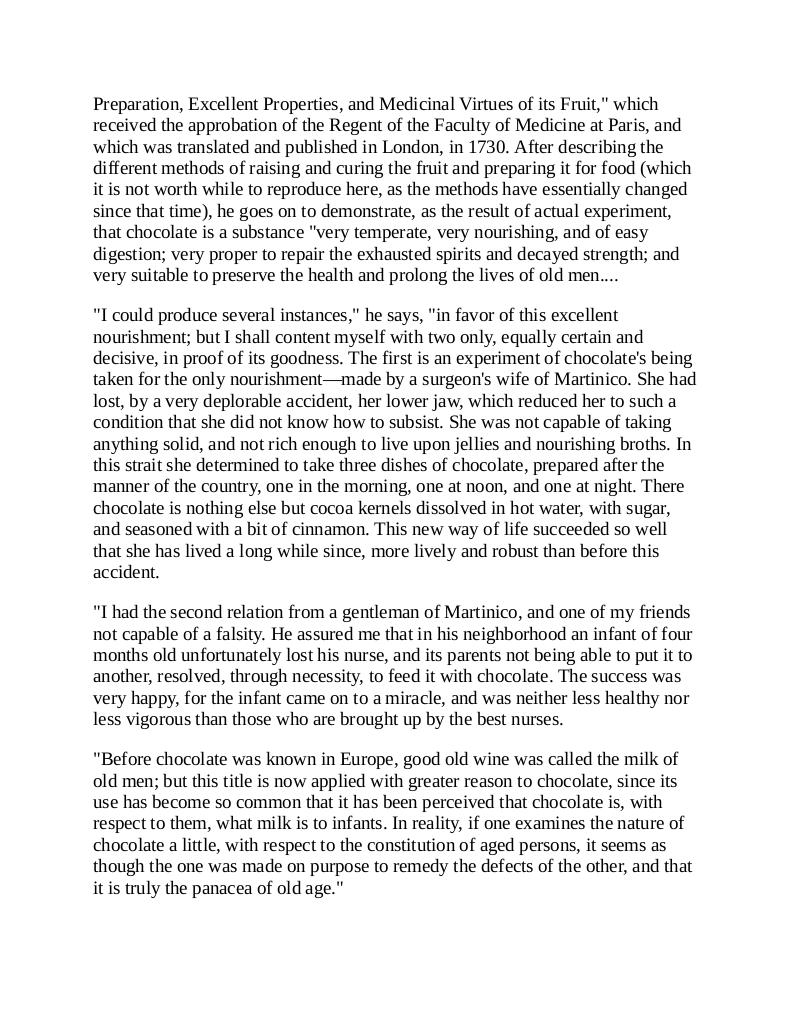 Preparation, Excellent Properties, and Medicinal Virtues of its Fruit," which
received the approbation of the Regent of the Faculty of Medicine at Paris, and
which was translated and published in London, in 1730. After describing the
different methods of raising and curing the fruit and preparing it for food (which
it is not worth while to reproduce here, as the methods have essentially changed
since that time), he goes on to demonstrate, as the result of actual experiment,
that chocolate is a substance "very temperate, very nourishing, and of easy
digestion; very proper to repair the exhausted spirits and decayed strength; and
very suitable to preserve the health and prolong the lives of old men....
"I could produce several instances," he says, "in favor of this excellent
nourishment; but I shall content myself with two only, equally certain and
decisive, in proof of its goodness. The first is an experiment of chocolate's being
taken for the only nourishment—made by a surgeon's wife of Martinico. She had
lost, by a very deplorable accident, her lower jaw, which reduced her to such a
condition that she did not know how to subsist. She was not capable of taking
anything solid, and not rich enough to live upon jellies and nourishing broths. In
this strait she determined to take three dishes of chocolate, prepared after the
manner of the country, one in the morning, one at noon, and one at night. There
chocolate is nothing else but cocoa kernels dissolved in hot water, with sugar,
and seasoned with a bit of cinnamon. This new way of life succeeded so well
that she has lived a long while since, more lively and robust than before this
accident.
"I had the second relation from a gentleman of Martinico, and one of my friends
not capable of a falsity. He assured me that in his neighborhood an infant of four
months old unfortunately lost his nurse, and its parents not being able to put it to
another, resolved, through necessity, to feed it with chocolate. The success was
very happy, for the infant came on to a miracle, and was neither less healthy nor
less vigorous than those who are brought up by the best nurses.
"Before chocolate was known in Europe, good old wine was called the milk of
old men; but this title is now applied with greater reason to chocolate, since its
use has become so common that it has been perceived that chocolate is, with
respect to them, what milk is to infants. In reality, if one examines the nature of
chocolate a little, with respect to the constitution of aged persons, it seems as
though the one was made on purpose to remedy the defects of the other, and that
it is truly the panacea of old age."